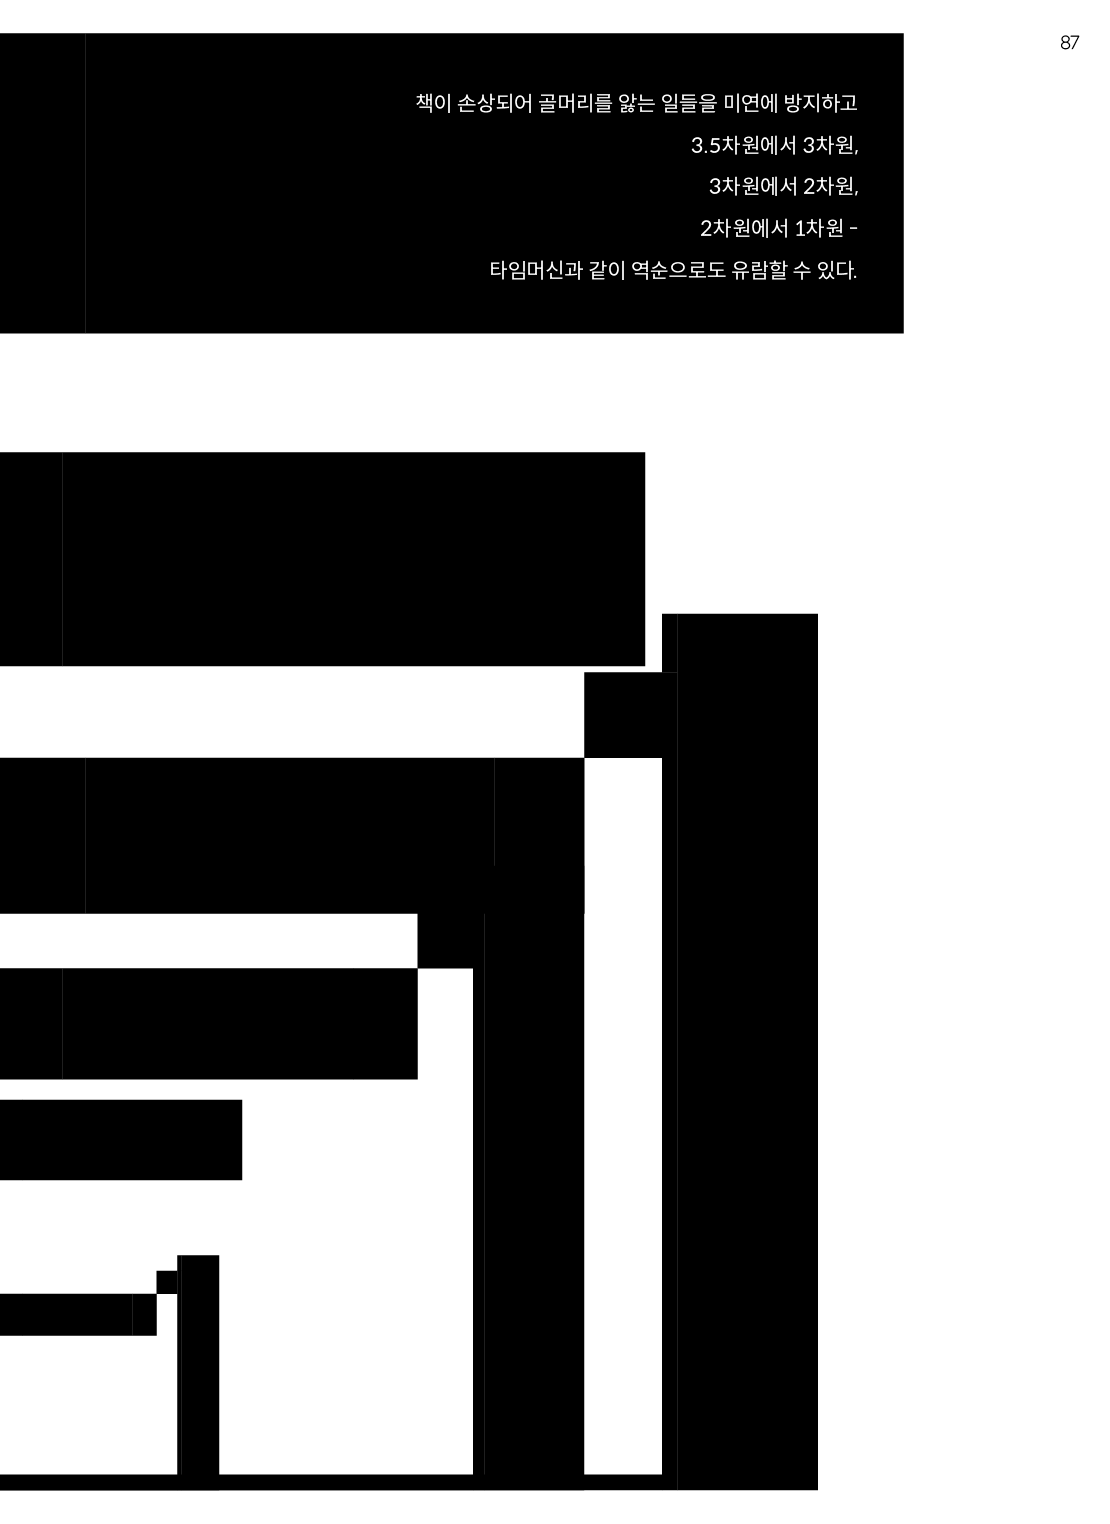 87
책이 손상되어 골머리를 앓는 일들을 미연에 방지하고
3.5차원에서 3차원,
3차원에서 2차원,
2차원에서 1차원 –
타임머신과 같이 역순으로도 유람할 수 있다.